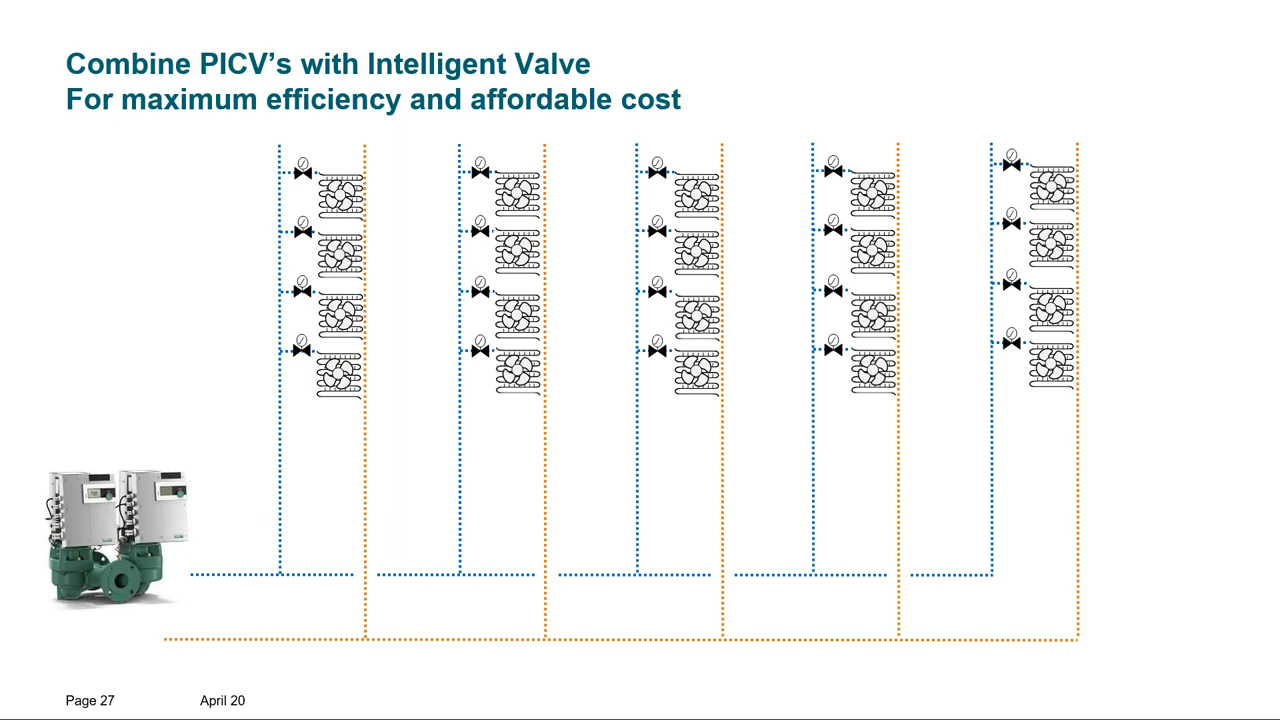 Combine PICV’s with Intelligent Valve
For maximum efficiency and affordable cost
Page 27
April 20